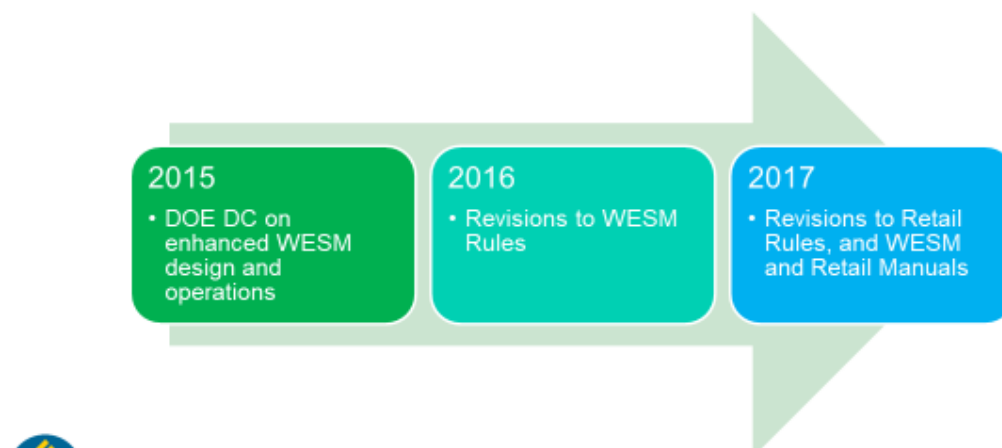 2015
• DOE DC on
enhanced WESM
design and
operations
2016
• Revisions to WESM
Rules
2017
• Revisions to Retail
Rules, and WESM
and Retail Manuals